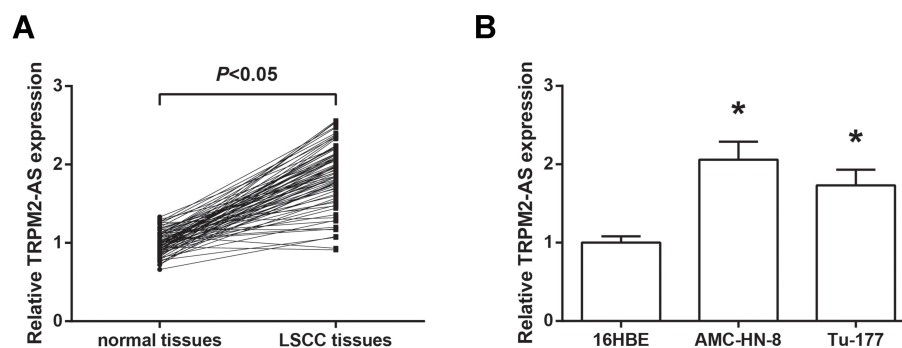 A
Relative TRPM2-AS expression
3
2
1
0
P<0.05
normal tissues
LSCC tissues
B
Relative TRPM2-AS expression
3
2
1
0
*
*
16HBE
AMC-HN-8
Tu-177